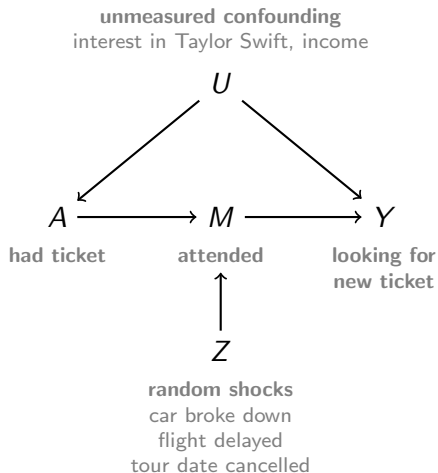 unmeasured confounding
interest in Taylor Swift, income
U
A M Y
had ticket attended looking for
new ticket
Z
random shocks
car broke down
flight delayed
tour date cancelled